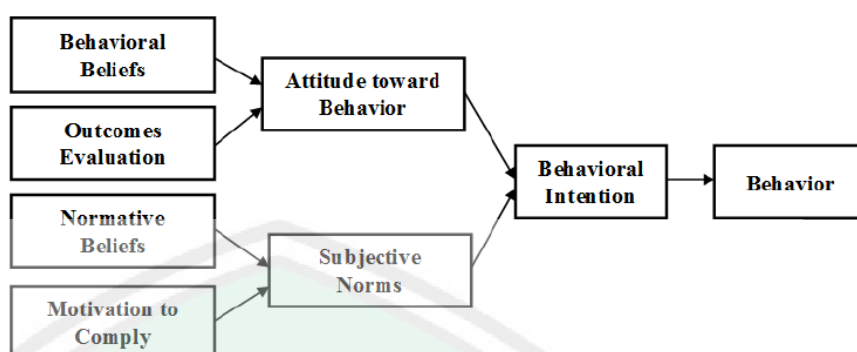 Behavioral
Beliefs
Outcomes
Evaluation
Attitude toward
Behavior
Normative
Beliefs
Motivation to
Comply
Subjective
Norms
Behavioral
Intention
Behavior